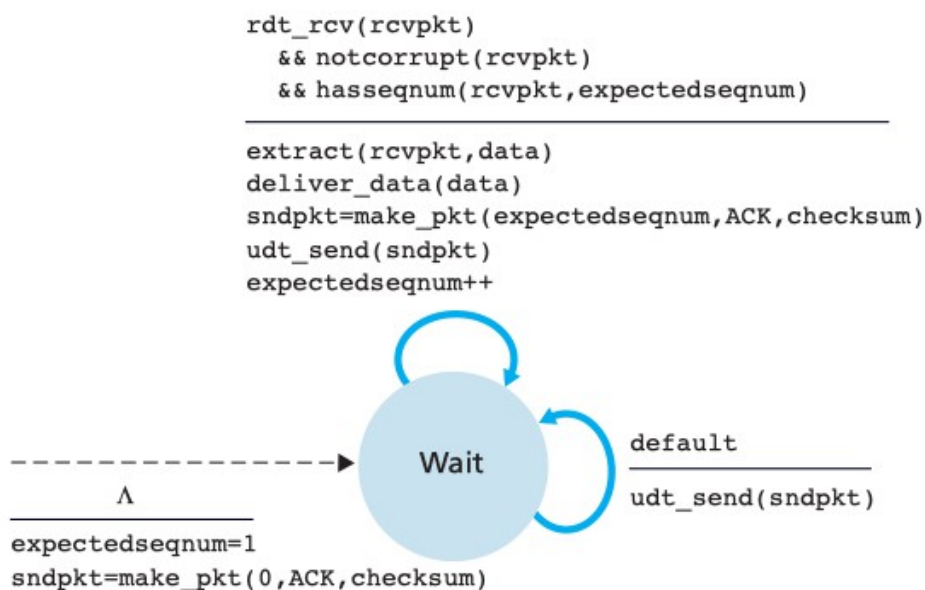 rdt_rcv(rcvpkt)
&& notcorrupt(rcvpkt)
&& hasseqnum(rcvpkt,expectedseqnum)
extract(rcvpkt,data)
deliver_data(data)
sndpkt=make_pkt(expectedseqnum,ACK,checksum)
udt_send(sndpkt)
expectedseqnum++
Wait
default
udt_send(sndpkt)
Λ
expectedseqnum=1
sndpkt=make_pkt(0,ACK,checksum)